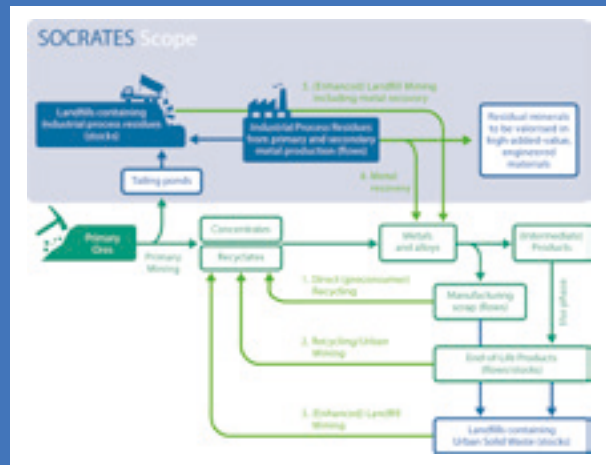 SOCRATES Scope
Landfills containing
Industrial process residues
(stocks)
5. (Enhanced) Landfill Mining
including metal recovery
Industrial Process Residues
from primary and secondary
metal production (flows)
Residual minerals
to be valorised in
high-added-value,
engineered
materials
Tailing ponds
4. Metal
recovery
Primary
Ores
Primary
Mining
Concentrates
Recyclates
Metals
and alloys
(Intermediate)
Products
1. Direct (preconsumer)
Recycling
Manufacturing
scrap (flows)
Use phase
2. Recycling/Urban
Mining
End-of-Life Products
(flows/stocks)
3. (Enhanced) Landfill
Mining
Landfills containing
Urban Solid Waste (stocks)